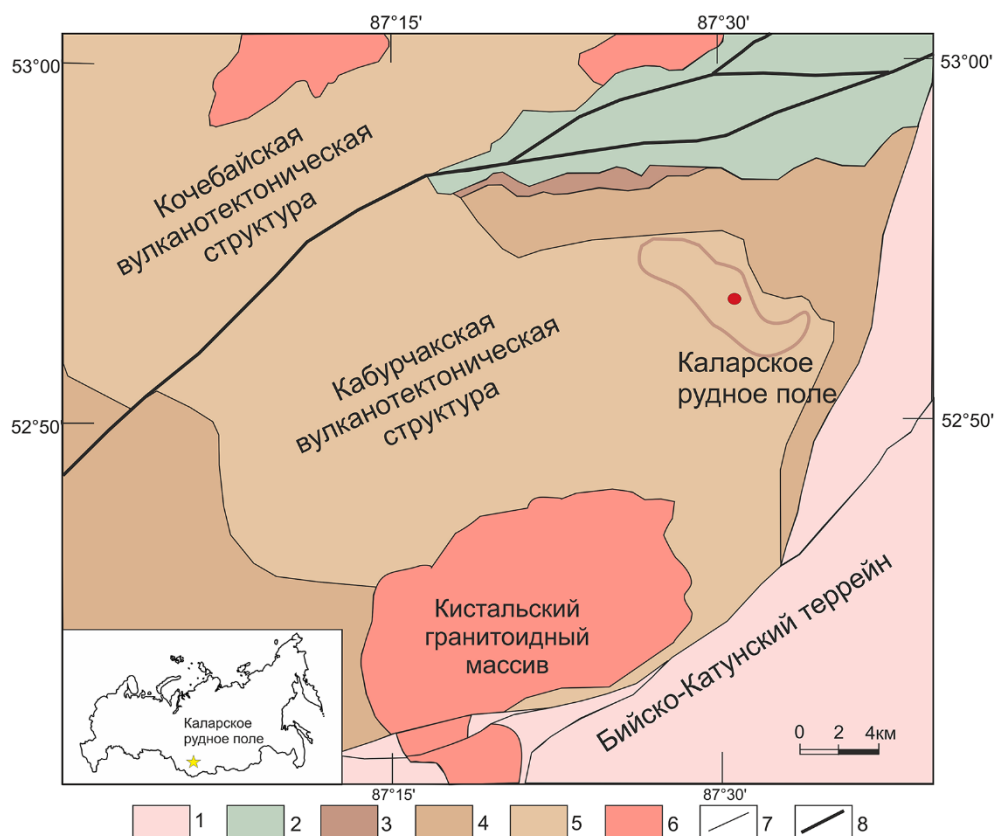 87°15' 87°30'
53°00' 53°00'
Кочебайская
вулканотектоническая
структура
Кабурчакская
вулканотектоническая
структура
Каларское
рудное поле
52°50' 52°50'
Кистальский
гранитоидный
массив
Бийско-Катунский террейн
Каларское
рудное поле
0 2 4км
87°15' 87°30'
1 2 3 4 5 6 7 8